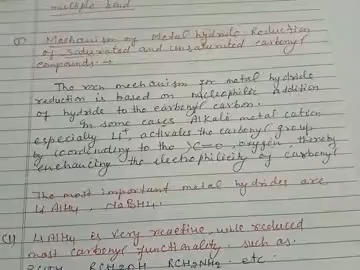 multiple bond
Mechanism of Metal hydride Reduction
of saturated and unsaturated carbonyl
compounds :-
The mechanism for metal hydride
reduction is based on nucleophilic addition
of hydride to the carbonyl carbon.
In some cases Alkali metal cation
especially Li+, activates the carbonyl group
by coordinating to the >C=O, oxygen, thereby
enchancing the electrophilicity of carbonyl
The most important metal hydrides are
LiAlH4, NaBH4.
(1) LiAlH4 is very reactive, will reduced
most carbonyl functionality, such as.
RCH2OH RCH2NH2 etc.